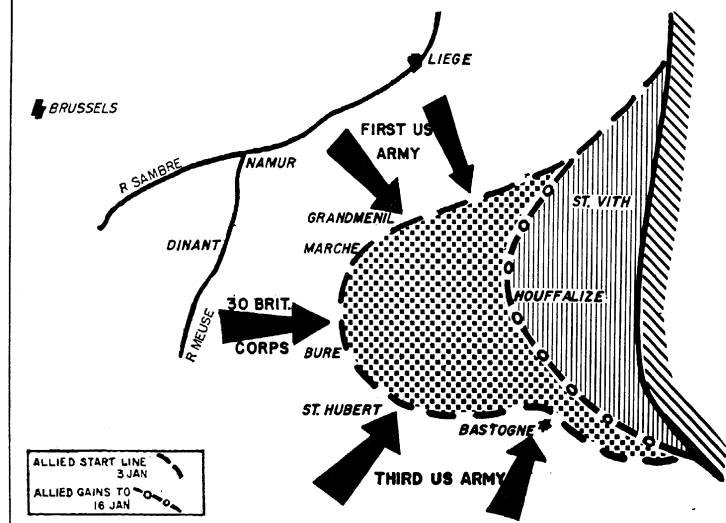 LIEGE
BRUSSELS
FIRST US
ARMY
R SAMBRE
NAMUR
ST. VITH
GRANDMENIL
DINANT
MARCHE
HOUFFALIZE
30 BRIT.
CORPS
R MEUSE
BURE
ST. HUBERT
BASTOGNE
THIRD US ARMY
ALLIED START LINE
3 JAN
ALLIED GAINS TO
16 JAN